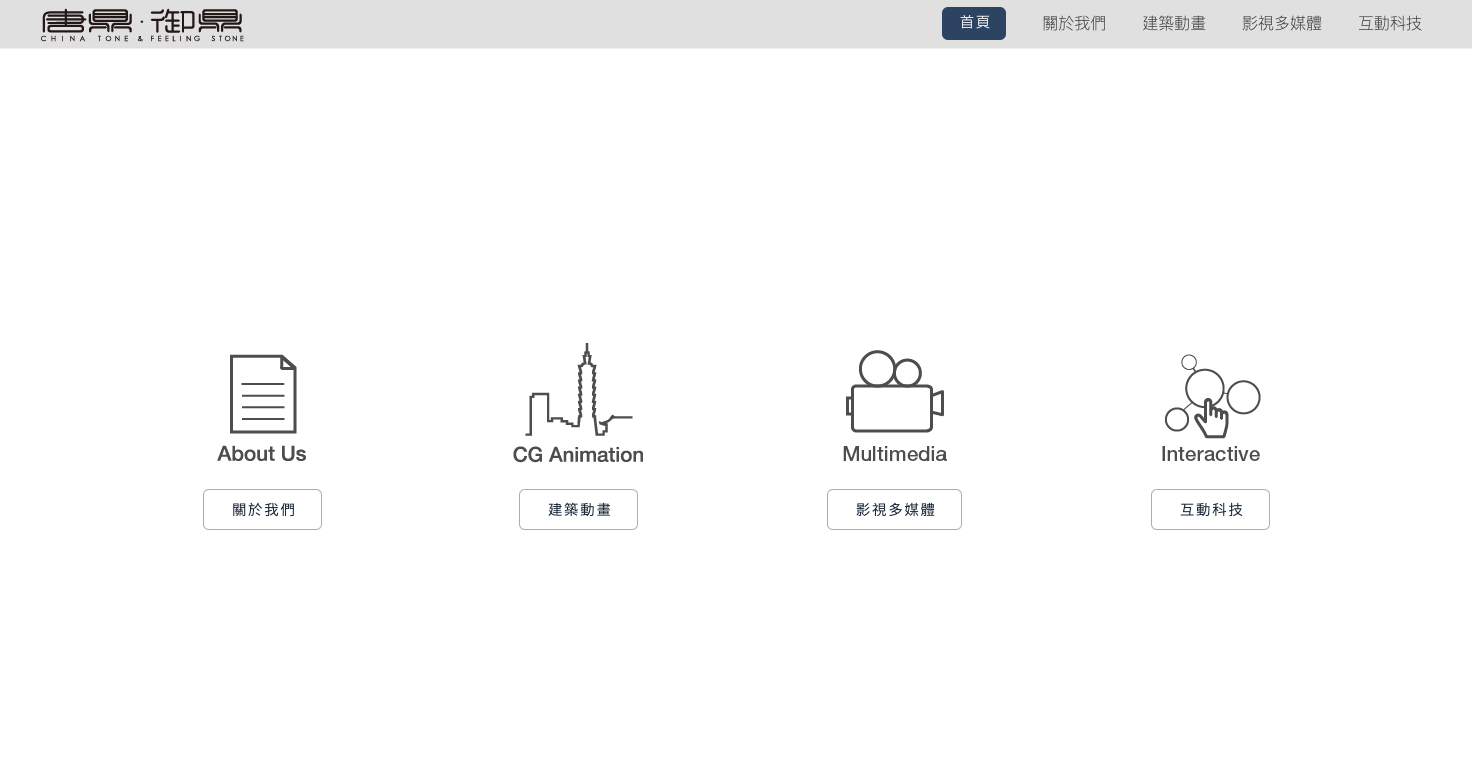 唐鼎·御鼎
CHINA TONE & FEELING STONE
首頁
關於我們
建築動畫
影視多媒體
互動科技
About Us
CG Animation
Multimedia
Interactive
關於我們
建築動畫
影視多媒體
互動科技